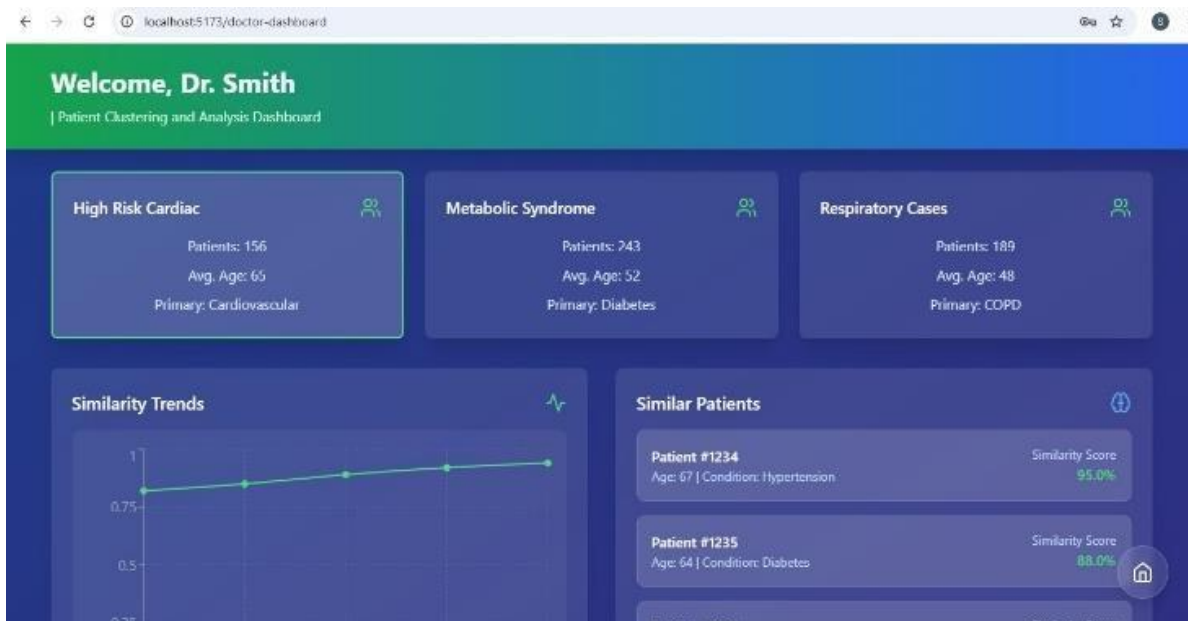 localhost:5173/doctor-dashboard
B
Welcome, Dr. Smith
| Patient Clustering and Analysis Dashboard
High Risk Cardiac
Patients: 156
Avg. Age: 65
Primary: Cardiovascular
Metabolic Syndrome
Patients: 243
Avg. Age: 52
Primary: Diabetes
Respiratory Cases
Patients: 189
Avg. Age: 48
Primary: COPD
Similarity Trends
1
0.75
0.5
Similar Patients
Patient #1234
Age: 67 | Condition: Hypertension
Similarity Score
95.0%
Patient #1235
Age: 64 | Condition: Diabetes
Similarity Score
88.0%